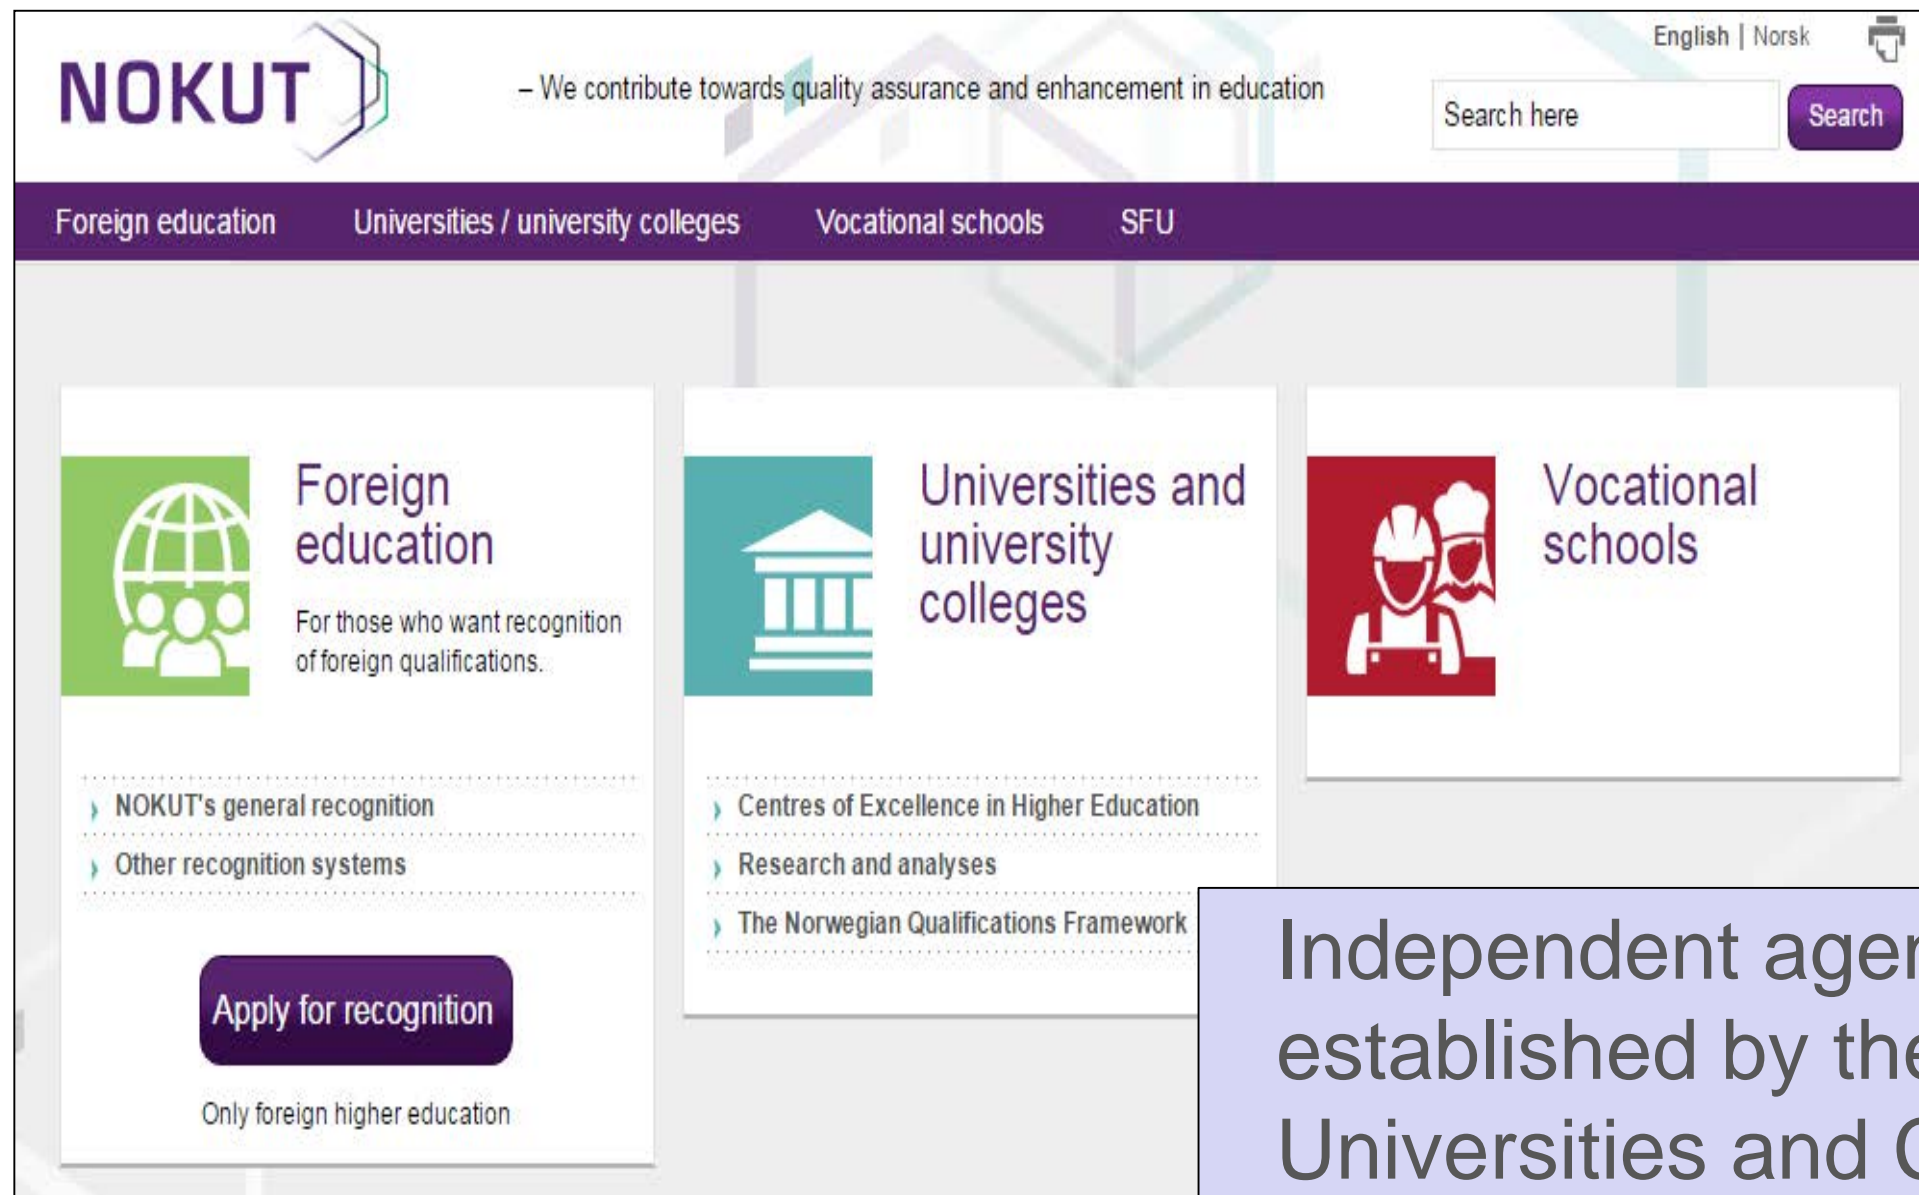 English | Norsk
NOKUT
– We contribute towards quality assurance and enhancement in education
Search here
Search
Foreign education
Universities / university colleges
Vocational schools
SFU
Foreign
education
For those who want recognition
of foreign qualifications.
NOKUT's general recognition
Other recognition systems
Apply for recognition
Only foreign higher education
Universities and
university
colleges
Centres of Excellence in Higher Education
Research and analyses
The Norwegian Qualifications Framework
Vocational
schools
Independent
established by the
Universities and